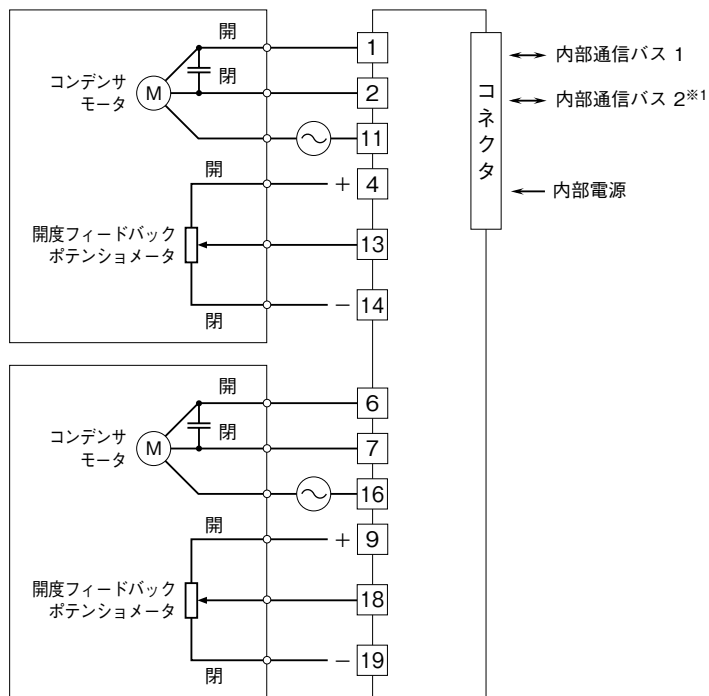 開
閉
コンデンサ
モータ
M
1
2
11
開
+ 4
開度フィードバック
ポテンショメータ
13
− 14
閉
コネクタ
内部通信バス 1
内部通信バス 2※1
内部電源
開
閉
コンデンサ
モータ
M
6
7
16
開
+ 9
開度フィードバック
ポテンショメータ
18
− 19
閉